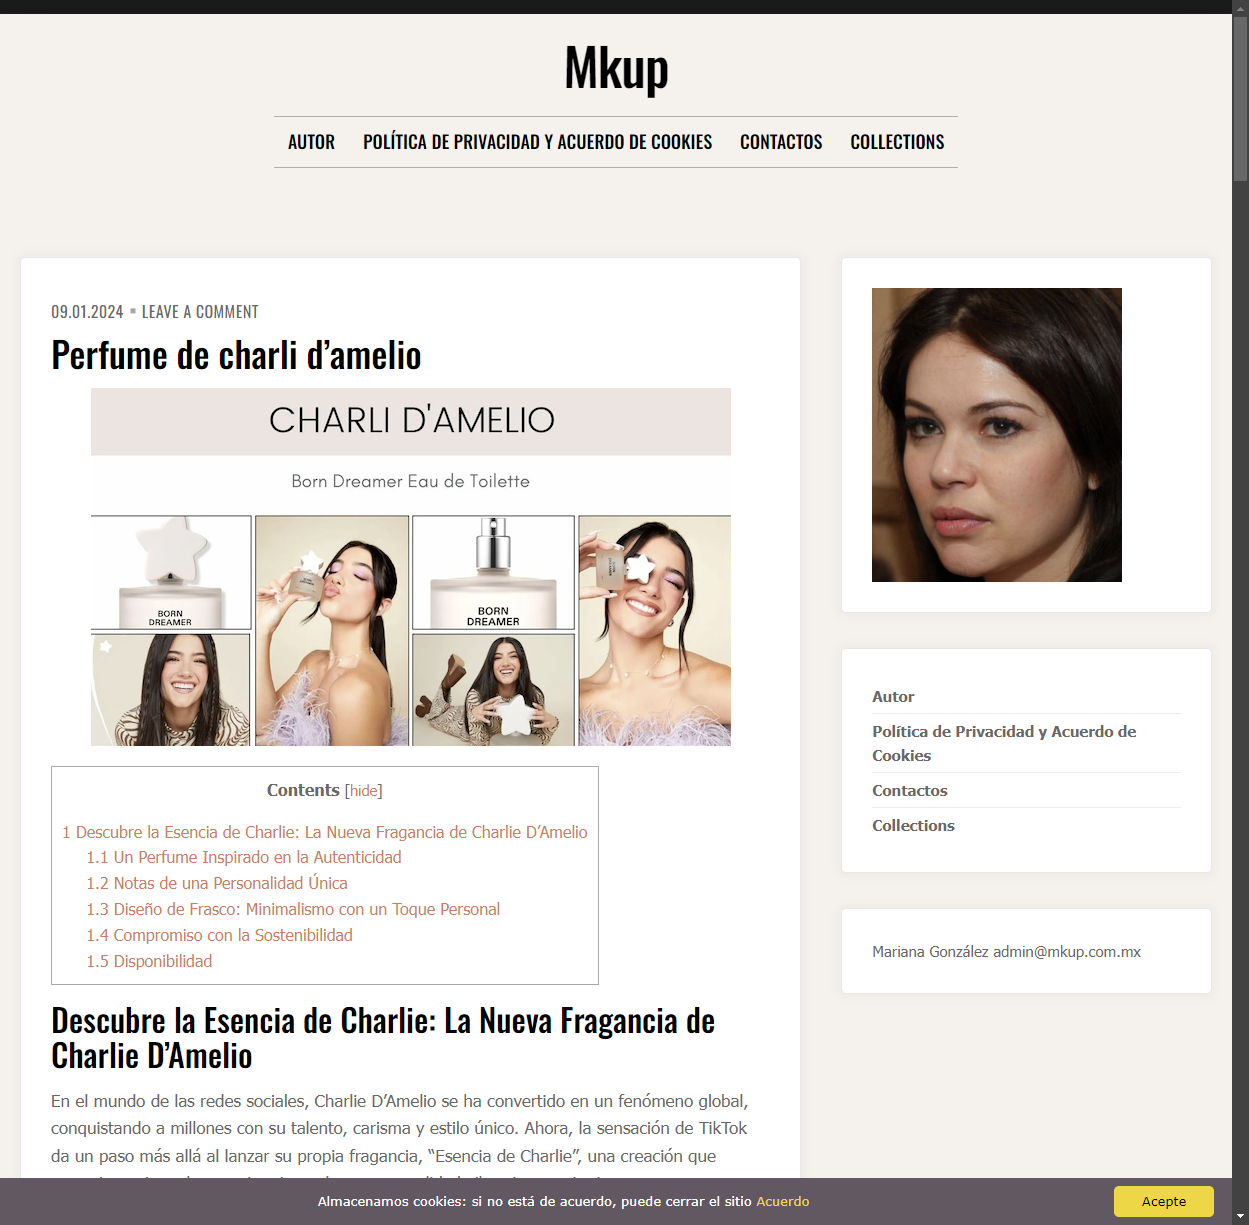 Mkup
AUTOR POLÍTICA DE PRIVACIDAD Y ACUERDO DE COOKIES CONTACTOS COLLECTIONS
09.01.2024 LEAVE A COMMENT
Perfume de charli d’amelio
CHARLI D'AMELIO
Born Dreamer Eau de Toilette
BORN
DREAMER
BORN
DREAMER
Contents [hide]
1 Descubre la Esencia de Charlie: La Nueva Fragancia de Charlie D’Amelio
1.1 Un Perfume Inspirado en la Autenticidad
1.2 Notas de una Personalidad Única
1.3 Diseño de Frasco: Minimalismo con un Toque Personal
1.4 Compromiso con la Sostenibilidad
1.5 Disponibilidad
Descubre la Esencia de Charlie: La Nueva Fragancia de
Charlie D’Amelio
En el mundo de las redes sociales, Charlie D’Amelio se ha convertido en un fenómeno global,
conquistando a millones con su talento, carisma y estilo único. Ahora, la sensación de TikTok
da un paso más allá al lanzar su propia fragancia, “Esencia de Charlie”, una creación que
Autor
Política de Privacidad y Acuerdo de
Cookies
Contactos
Collections
Mariana González admin@mkup.com.mx
Almacenamos cookies: si no está de acuerdo, puede cerrar el sitio Acuerdo
Acepte